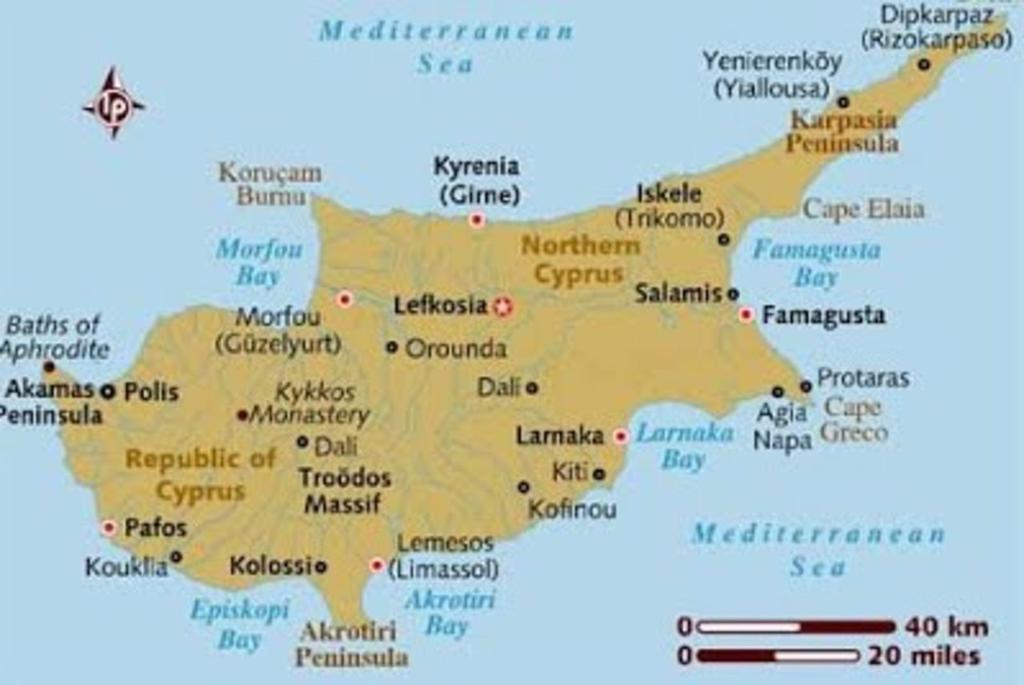 Dipkarpaz
(Rizokarpaso)
Mediterranean
Sea
Yenierenköy
(Yiallousa)
Karpasia
Peninsula
Tp
Koruçam
Burnu
Kyrenia
(Girne)
Iskele
(Trikomo)
Cape Elaia
Morfou
Bay
Northern
Cyprus
Famagusta
Bay
Lefkosia
Salamis
Famagusta
Morfou
(Güzelyurt)
Orounda
Baths of
Aphrodite
Akamas
Peninsula
Polis
Kykkos
Monastery
Dali
Protaras
Agia
Napa
Cape
Greco
Larnaka
Larnaka
Bay
Dali
Republic of
Cyprus
Troödos
Massif
Kiti
Kofinou
Pafos
Kouklia
Kolossi
Lemesos
(Limassol)
Mediterranean
Sea
Episkopi
Bay
Akrotiri
Bay
Akrotiri
Peninsula
0 40 km
0 20 miles